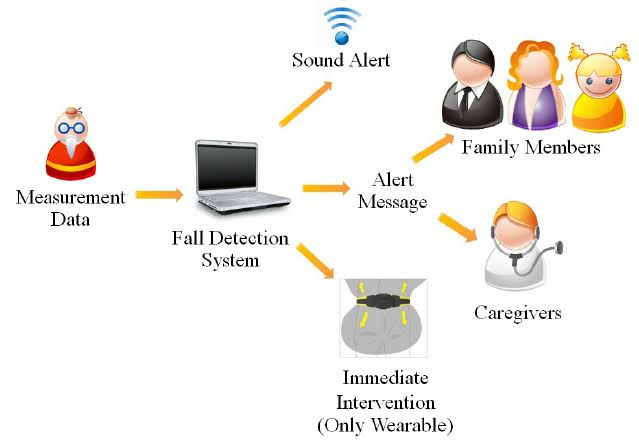 Sound Alert
Family Members
Measurement
Data
Alert
Message
Fall Detection
System
Caregivers
Immediate
Intervention
(Only Wearable)